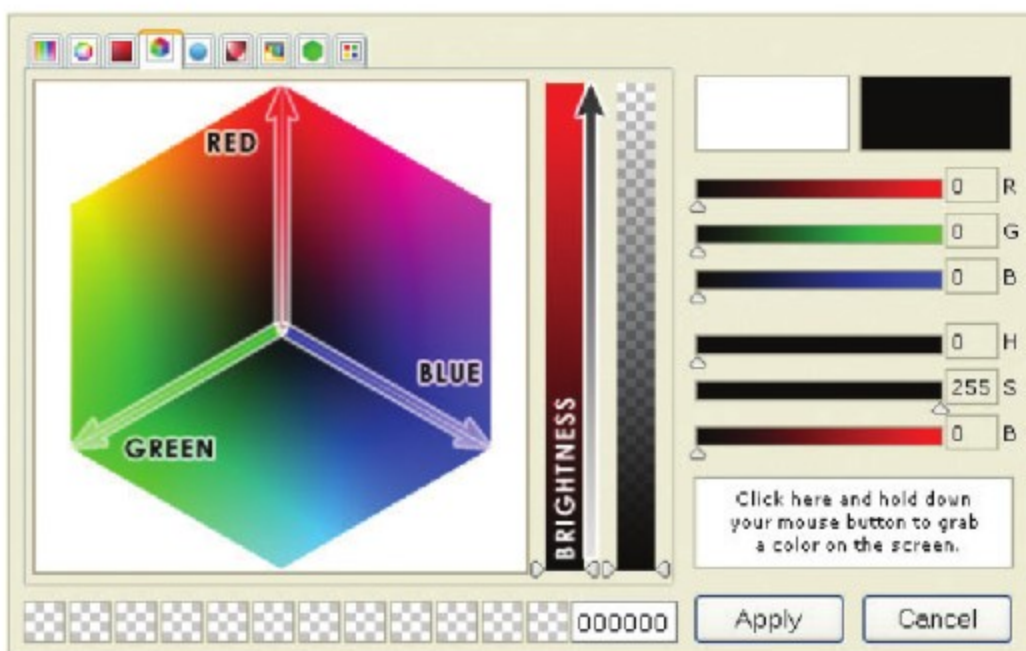 RED
BLUE
GREEN
BRIGHTNESS
0 R
0 G
0 B
0 H
255 S
0 B
Click here and hold down
your mouse button to grab
a color on the screen.
000000
Apply
Cancel